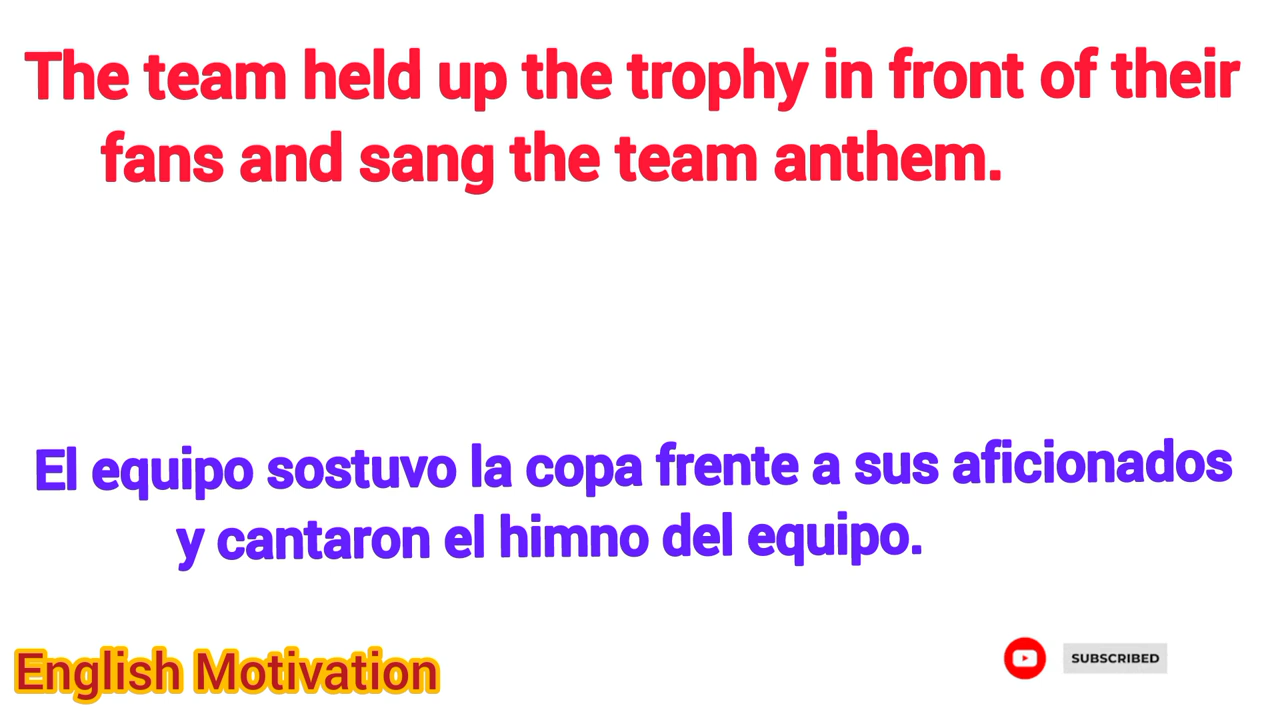 The team held up the trophy in front of their
fans and sang the team anthem.
El equipo sostuvo la copa frente a sus aficionados
y cantaron el himno del equipo.
English Motivation
SUBSCRIBED